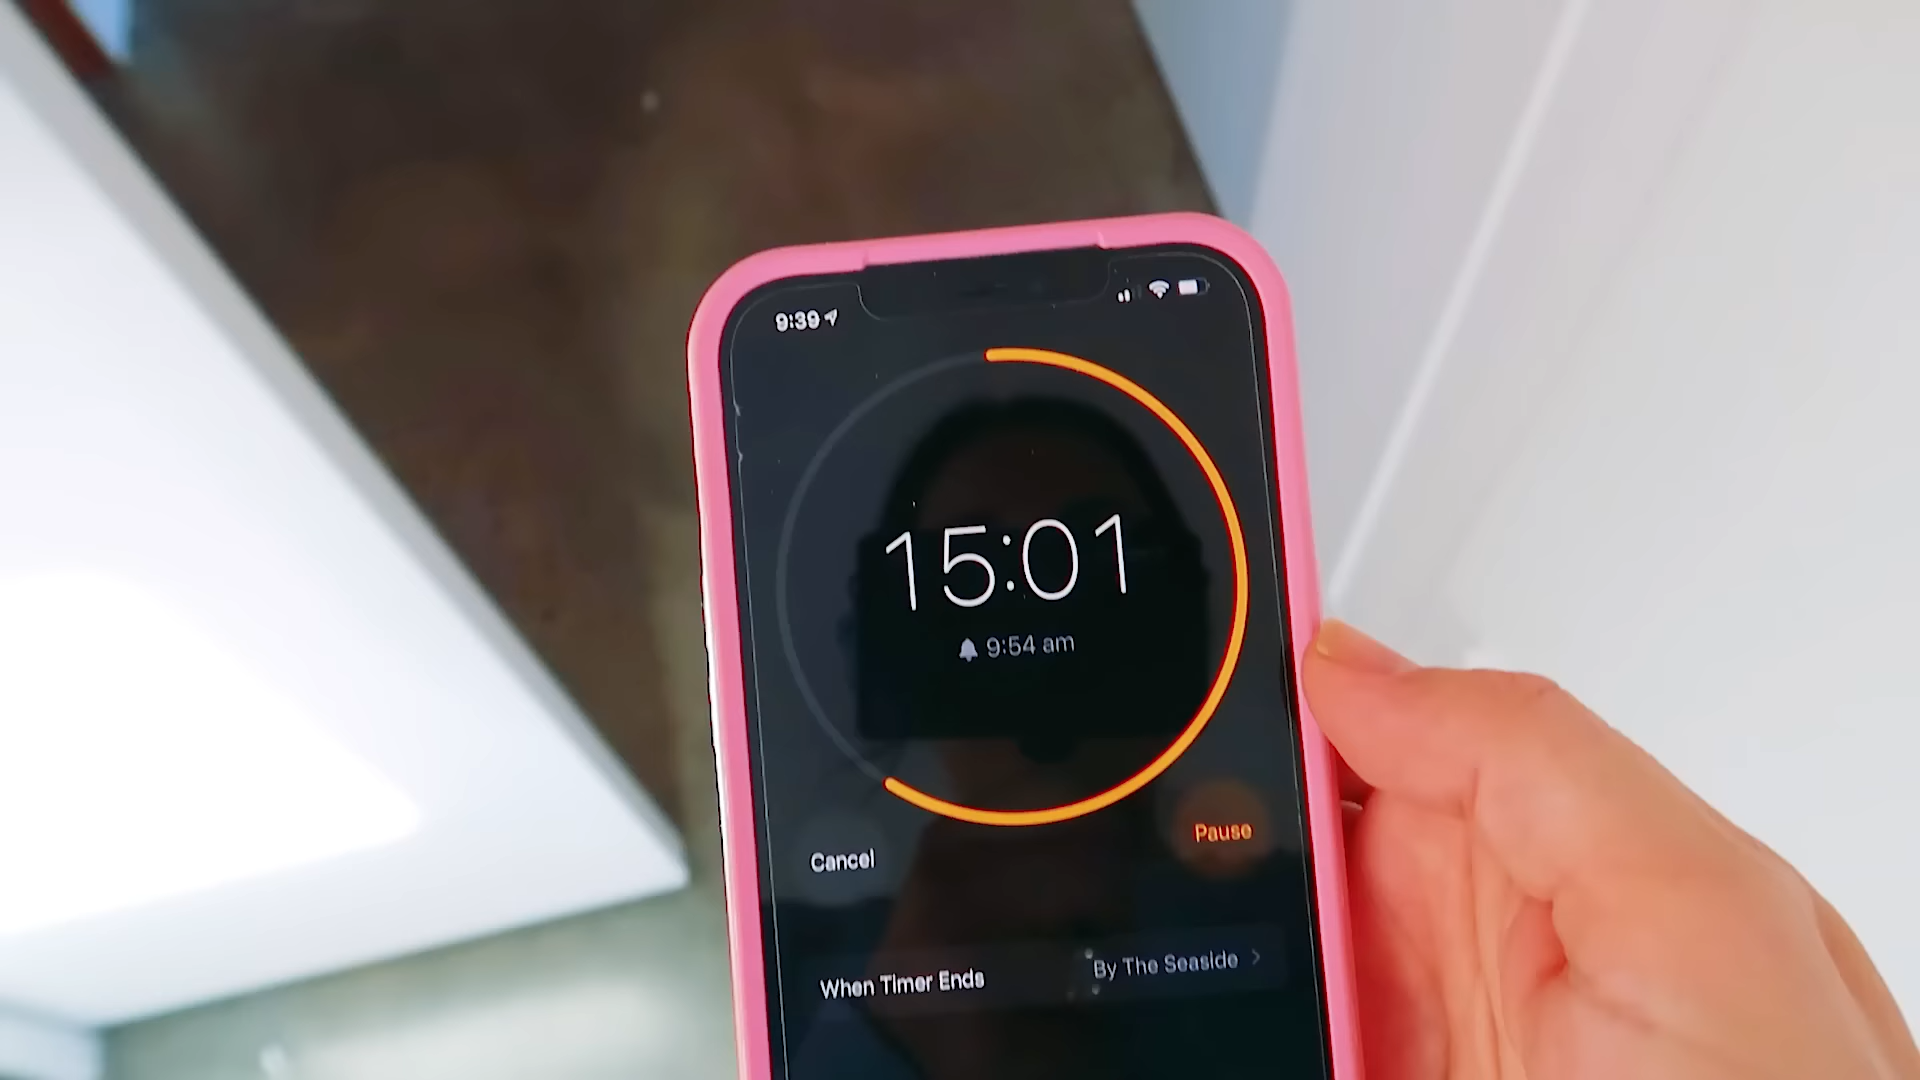 9:39
15:01
9:54 am
Cancel
Pause
When Timer Ends
By The Seaside